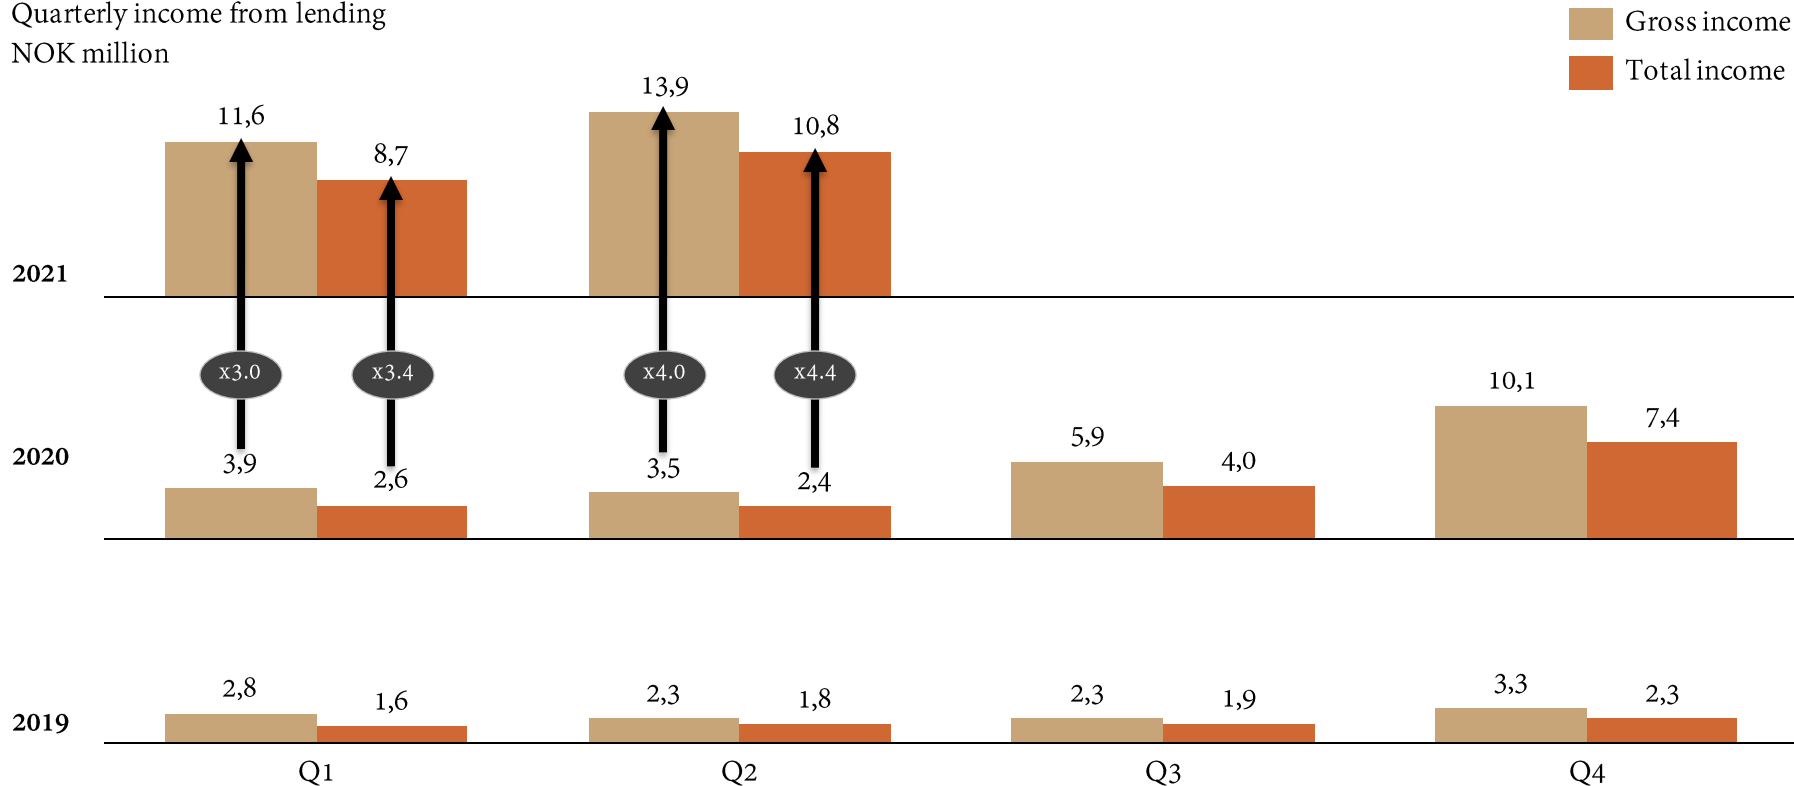 Quarterly income from lending
NOK million
Gross income
Total income
11,6
8,7
13,9
10,8
2021
x3.0
x3.4
x4.0
x4.4
2020
3,9
2,6
3,5
2,4
5,9
4,0
10,1
7,4
2019
2,8
1,6
2,3
1,8
2,3
1,9
3,3
2,3
Q1
Q2
Q3
Q4